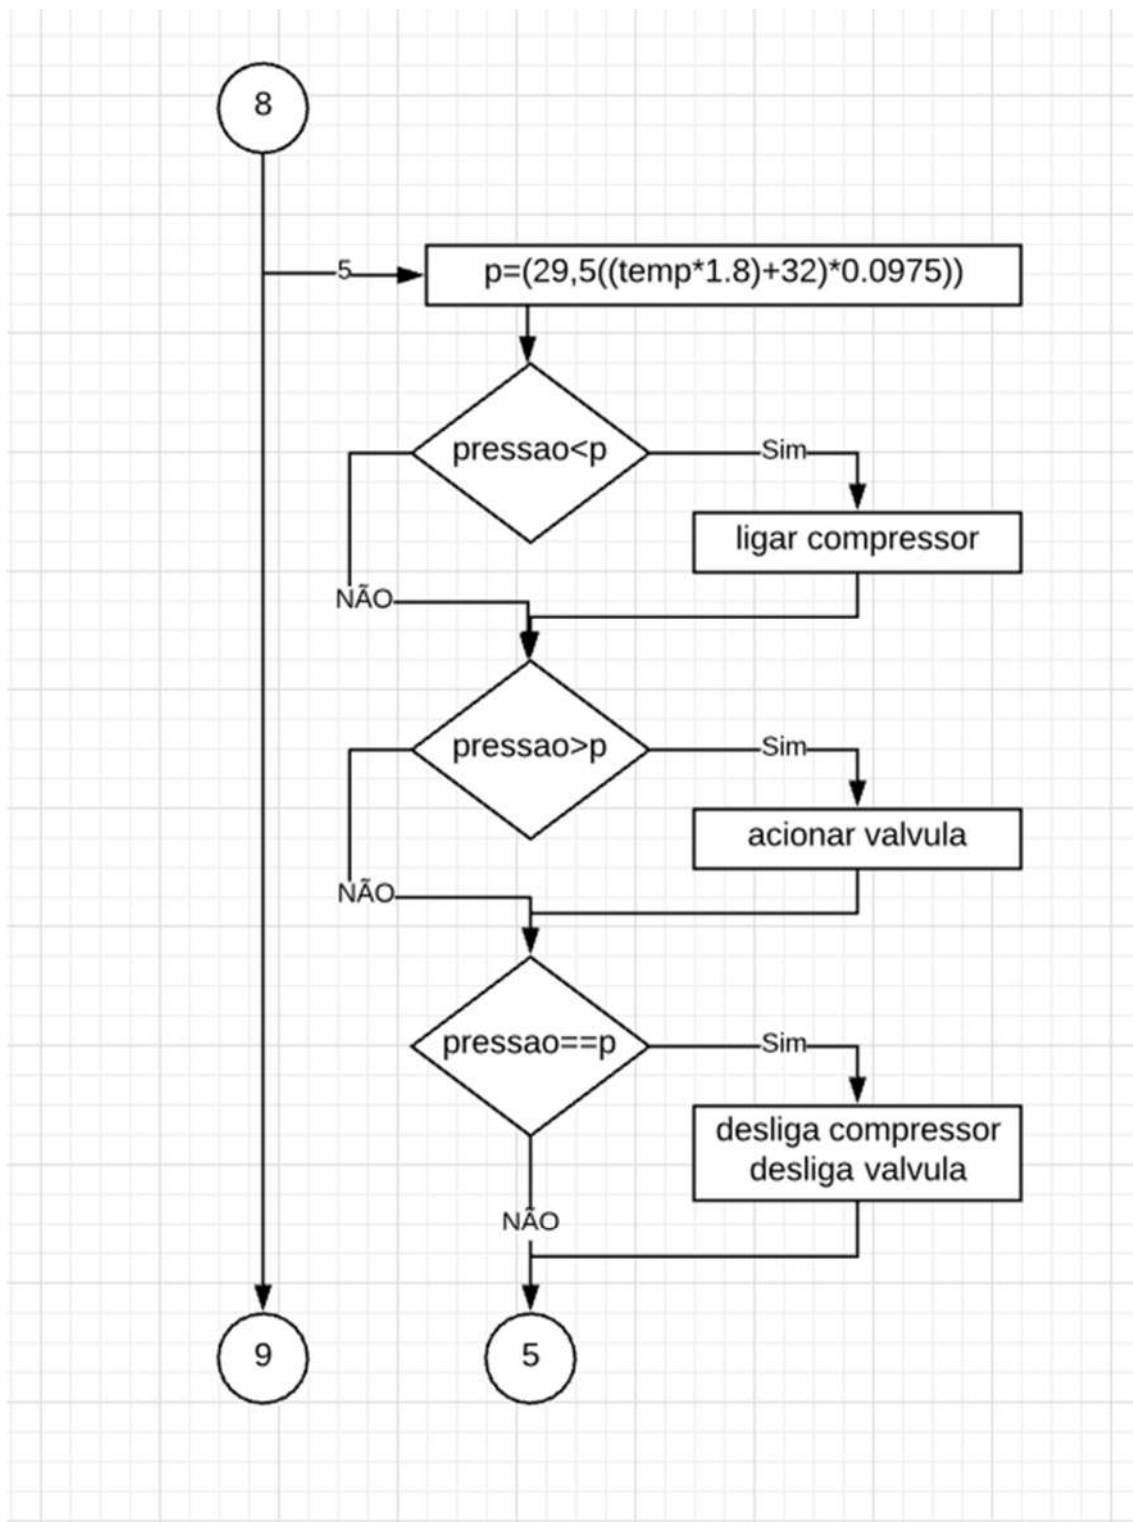 8
5
p=(29,5((temp*1.8)+32)*0.0975))
pressao<p
Sim
ligar compressor
NÃO
pressao>p
Sim
acionar valvula
NÃO
pressao==p
Sim
desliga compressor
desliga valvula
NÃO
9
5